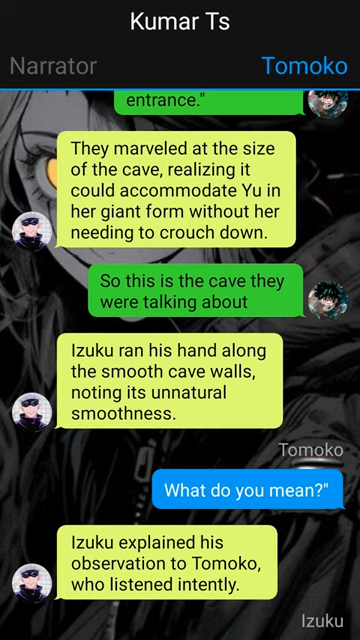 Kumar Ts
Narrator
Tomoko
entrance."
They marveled at the size
of the cave, realizing it
could accommodate Yu in
her giant form without her
needing to crouch down.
So this is the cave they
were talking about
Izuku ran his hand along
the smooth cave walls,
noting its unnatural
smoothness.
Tomoko
What do you mean?"
Izuku explained his
observation to Tomoko,
who listened intently.
Izuku